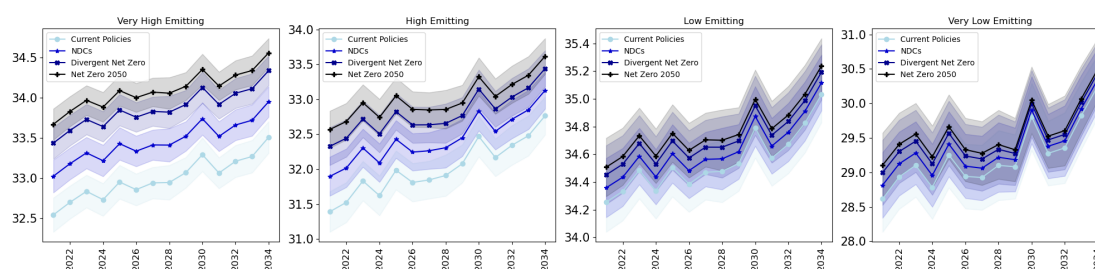 Very High Emitting
Current Policies
NDCs
Divergent Net Zero
Net Zero 2050
34.5
34.0
33.5
33.0
32.5
2022
2024
2026
2028
2030
2032
2034
High Emitting
Current Policies
NDCs
Divergent Net Zero
Net Zero 2050
34.0
33.5
33.0
32.5
32.0
31.5
31.0
2022
2024
2026
2028
2030
2032
2034
Low Emitting
Current Policies
NDCs
Divergent Net Zero
Net Zero 2050
35.4
35.2
35.0
34.8
34.6
34.4
34.2
34.0
2022
2024
2026
2028
2030
2032
2034
Very Low Emitting
Current Policies
NDCs
Divergent Net Zero
Net Zero 2050
31.0
30.5
30.0
29.5
29.0
28.5
28.0
2022
2024
2026
2028
2030
2032
2034